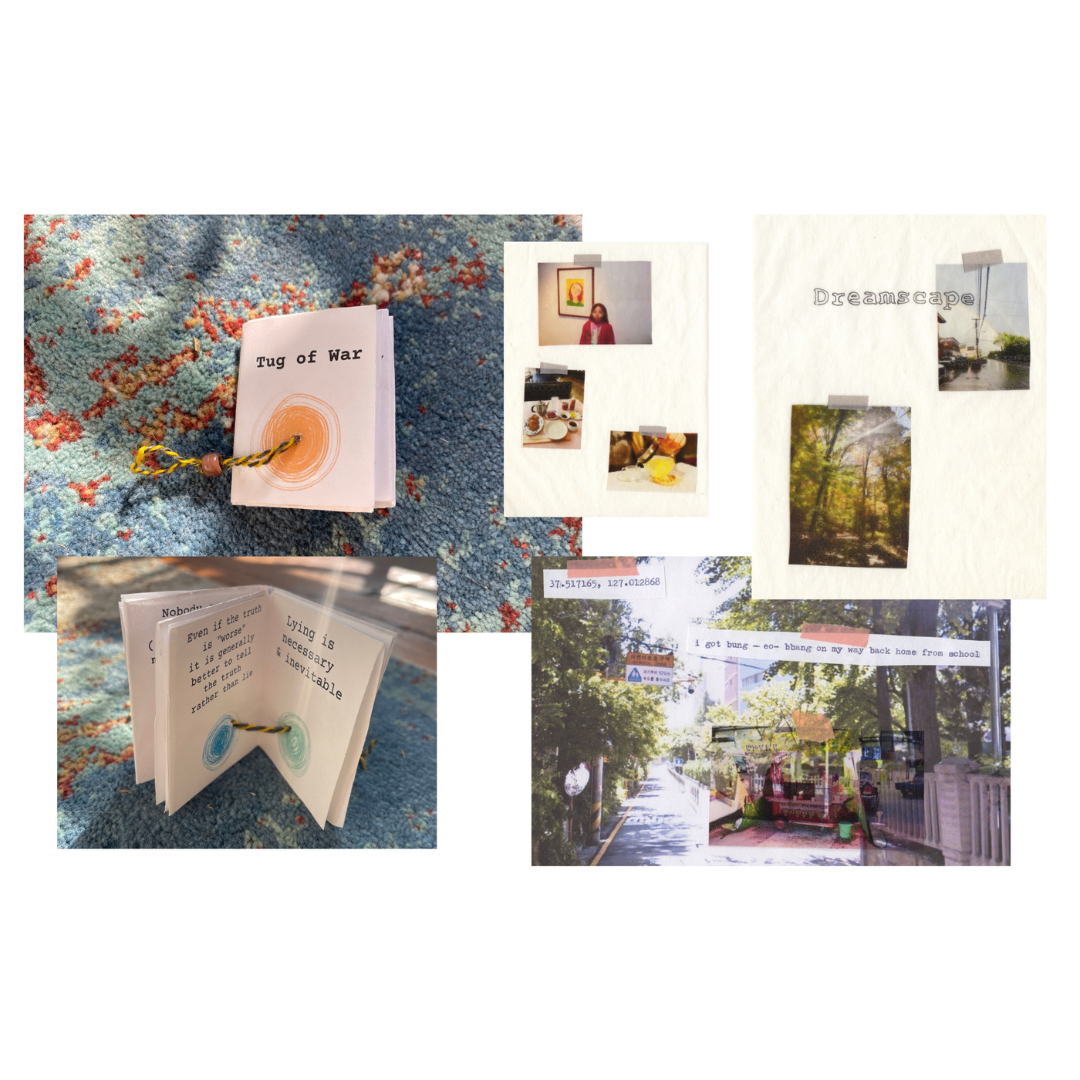 Tug of War
Dreamscape
37.517165, 127.012868
i got bung - eo- bbang on my way back home from school
Nobody
Even if the truth
is "worse"
it is generally
better to tell
the truth
rather than lie
Lying is
necessary
& inevitable